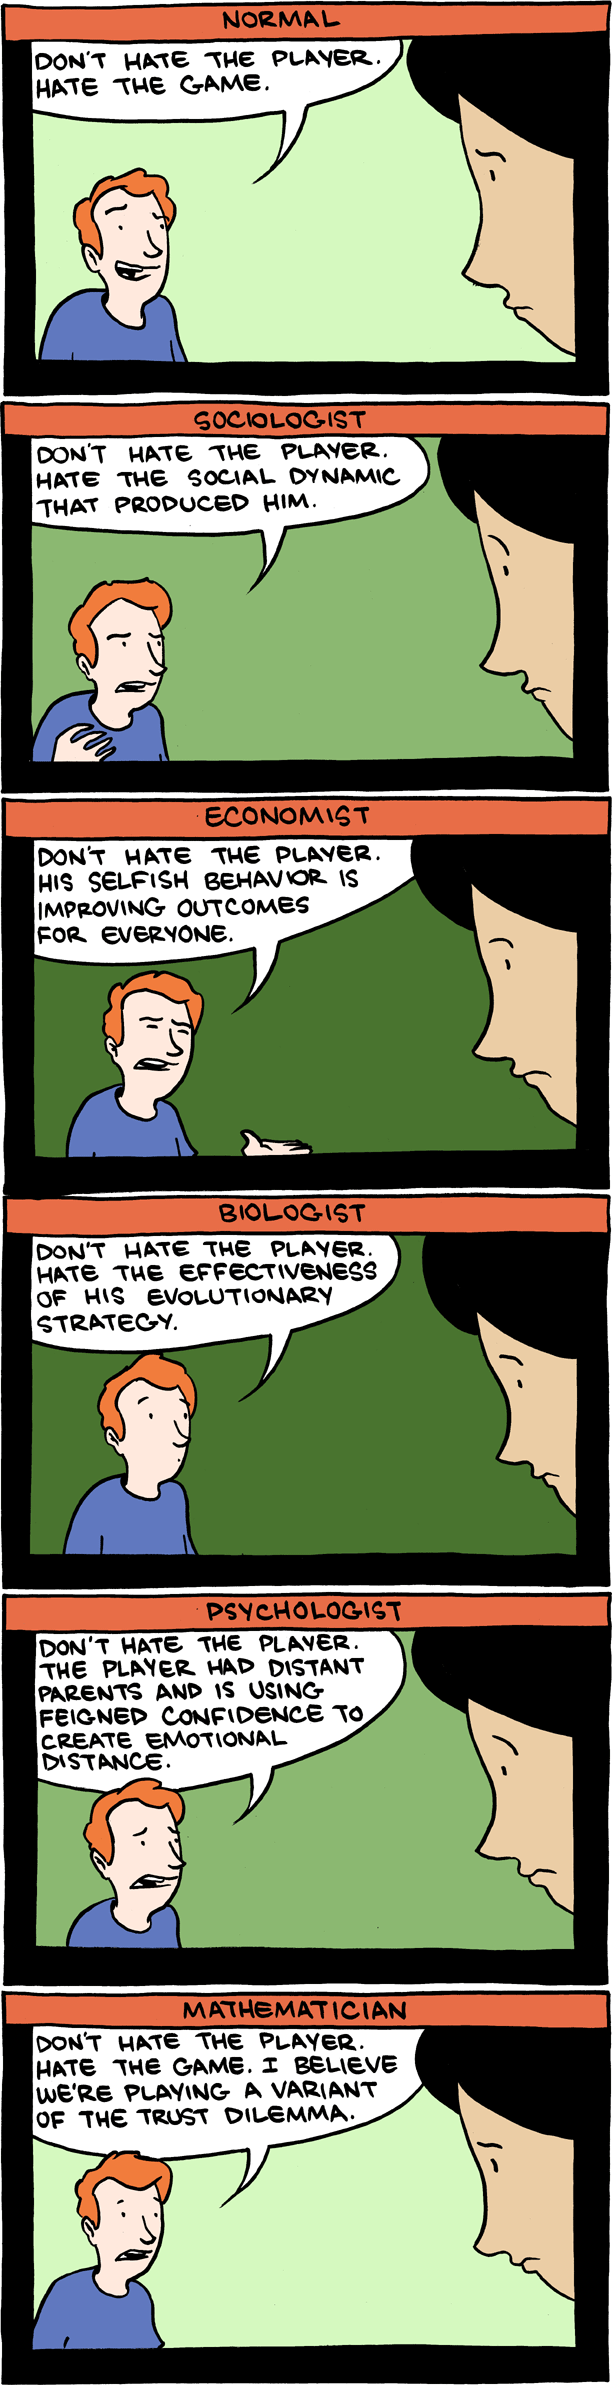 NORMAL
DON'T HATE THE PLAYER.
HATE THE GAME.
SOCIOLOGIST
DON'T HATE THE PLAYER.
HATE THE SOCIAL DYNAMIC
THAT PRODUCED HIM.
ECONOMIST
DON'T HATE THE PLAYER.
HIS SELFISH BEHAVIOR IS
IMPROVING OUTCOMES
FOR EVERYONE.
BIOLOGIST
DON'T HATE THE PLAYER.
HATE THE EFFECTIVENESS
OF HIS EVOLUTIONARY
STRATEGY.
PSYCHOLOGIST
DON'T HATE THE PLAYER.
THE PLAYER HAD DISTANT
PARENTS AND IS USING
FEIGNED CONFIDENCE TO
CREATE EMOTIONAL
DISTANCE.
MATHEMATICIAN
DON'T HATE THE PLAYER.
HATE THE GAME. I BELIEVE
WE'RE PLAYING A VARIANT
OF THE TRUST DILEMMA.